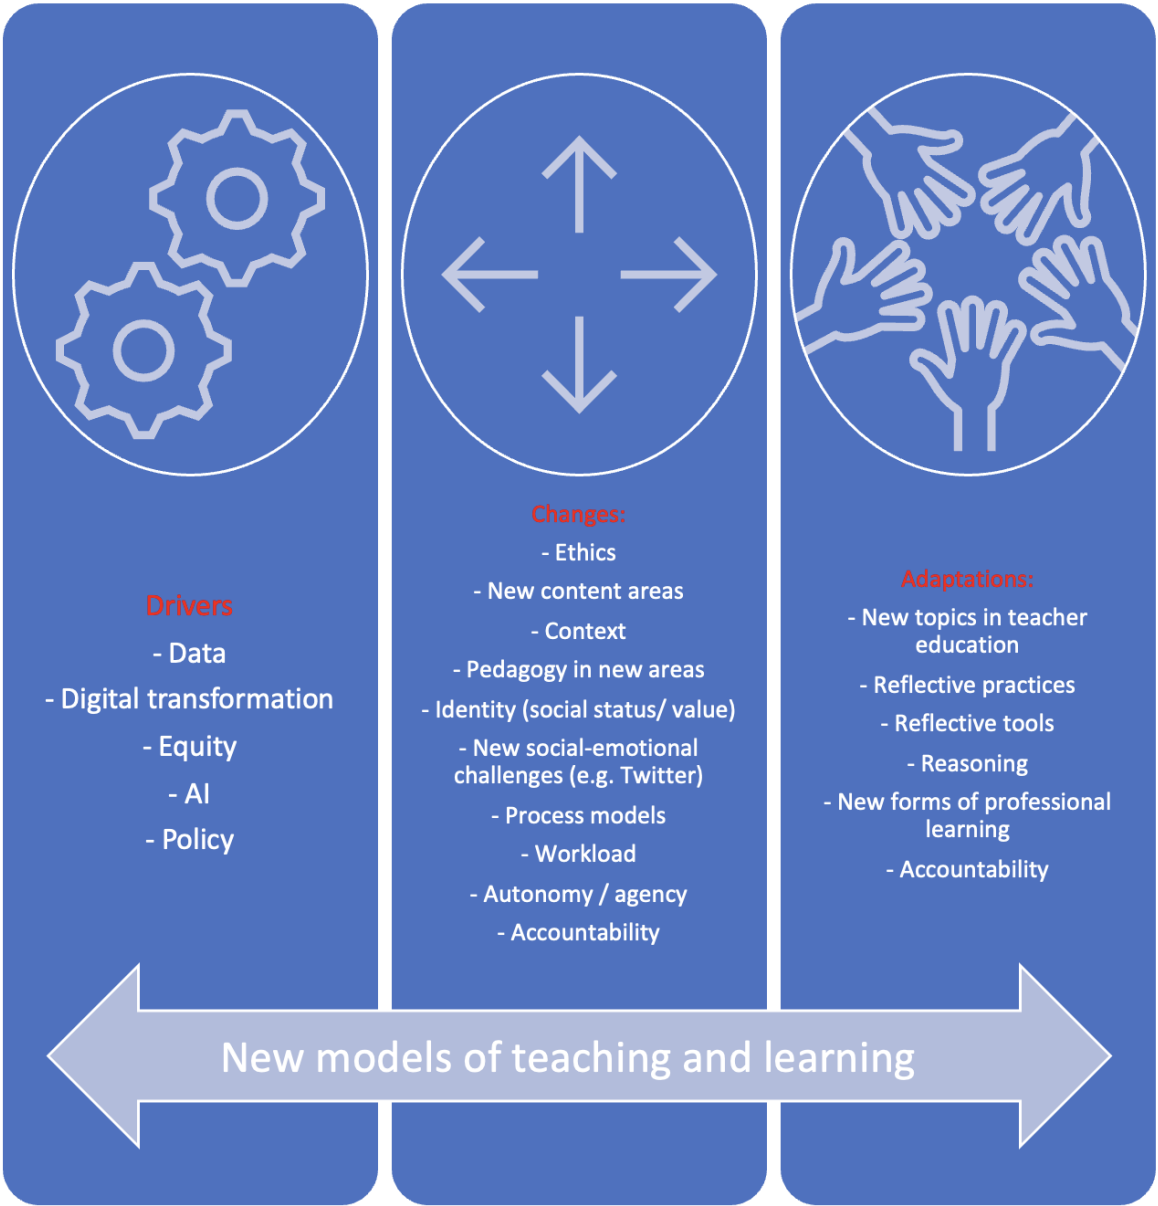 Drivers
- Data
- Digital transformation
- Equity
- AI
- Policy
Changes:
- Ethics
- New content areas
- Context
- Pedagogy in new areas
- Identity (social status/ value)
- New social-emotional
challenges (e.g. Twitter)
- Process models
- Workload
- Autonomy / agency
- Accountability
Adaptations:
- New topics in teacher
education
- Reflective practices
- Reflective tools
- Reasoning
- New forms of professional
learning
- Accountability
New models of teaching and learning